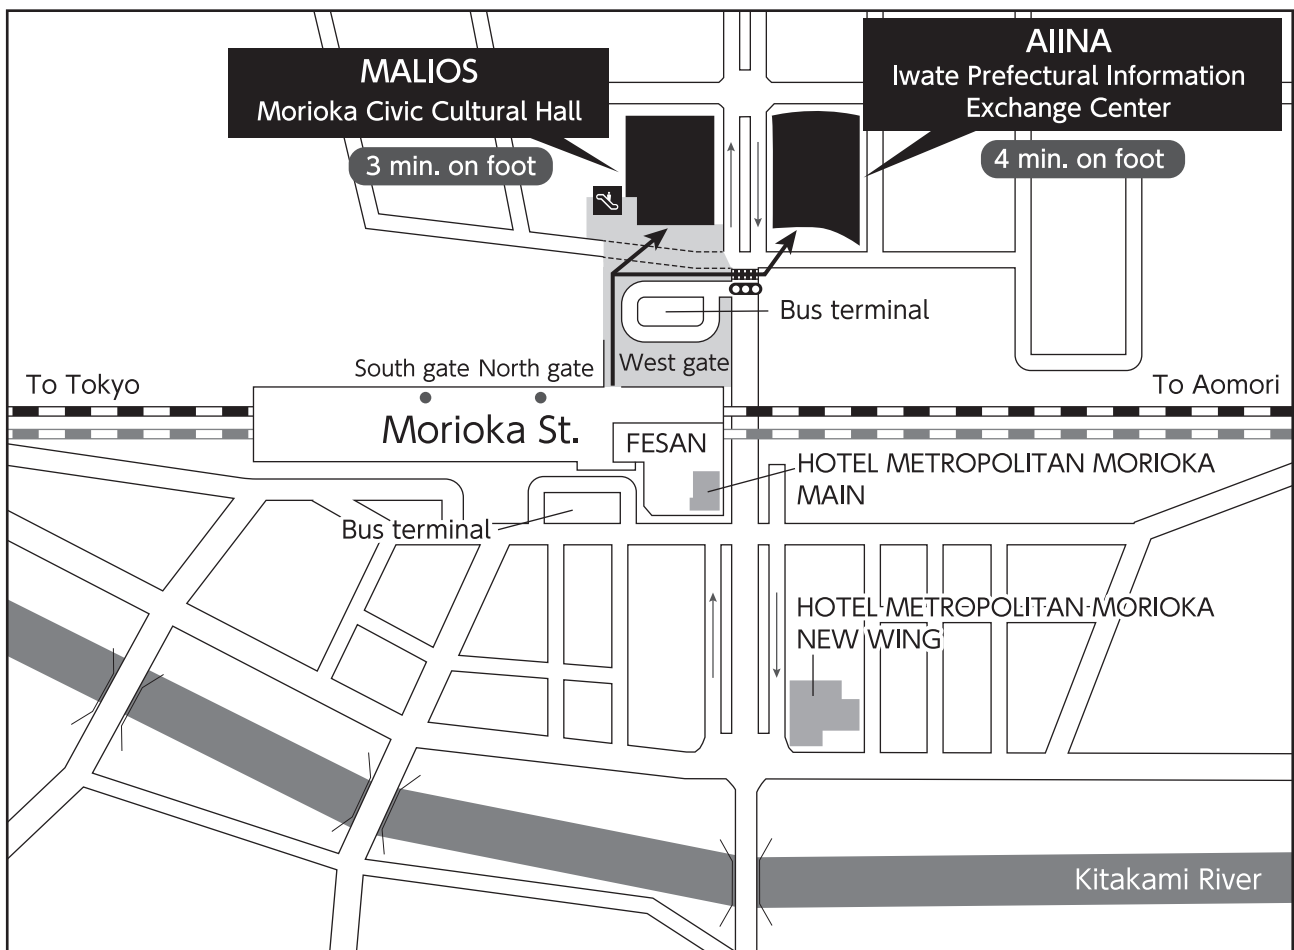 MALIOS
Morioka Civic Cultural Hall
3 min. on foot
AIINA
Iwate Prefectural Information
Exchange Center
4 min. on foot
Bus terminal
West gate
South gate
North gate
To Tokyo
To Aomori
Morioka St.
FESAN
HOTEL METROPOLITAN MORIOKA
MAIN
Bus terminal
HOTEL METROPOLITAN MORIOKA
NEW WING
Kitakami River